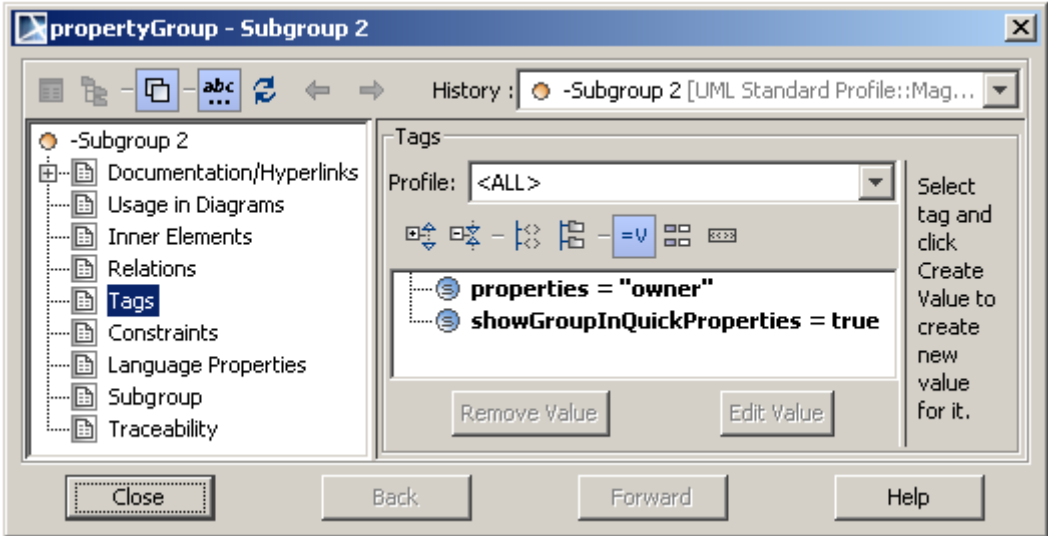 propertyGroup - Subgroup 2
abc
History : -Subgroup 2 [UML Standard Profile::Mag...
-Subgroup 2
Documentation/Hyperlinks
Usage in Diagrams
Inner Elements
Relations
Tags
Constraints
Language Properties
Subgroup
Traceability
Tags
Profile: <ALL>
=V
properties = "owner"
showGroupInQuickProperties = true
Remove Value
Edit Value
Select
tag and
click
Create
Value to
create
new
value
for it.
Close
Back
Forward
Help